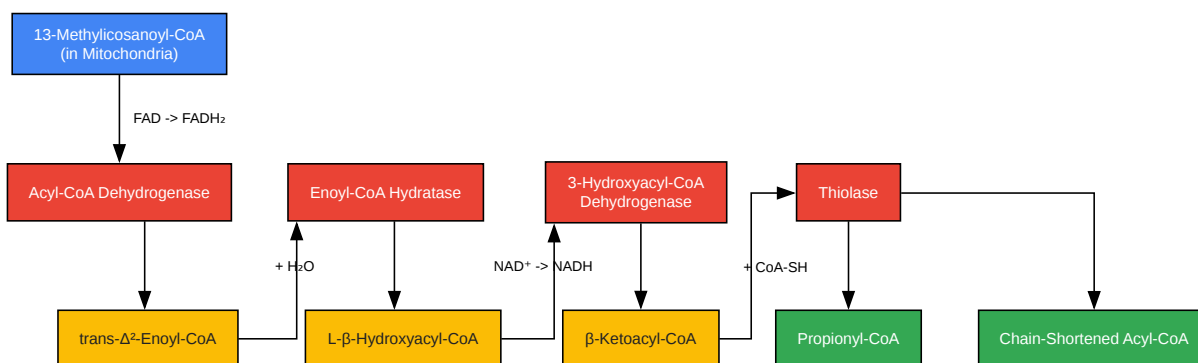 13-Methylicosanoyl-CoA
(in Mitochondria)
FAD -> FADH₂
Acyl-CoA Dehydrogenase
Enoyl-CoA Hydratase
3-Hydroxyacyl-CoA
Dehydrogenase
Thiolase
+ H₂O
NAD⁺ -> NADH
+ CoA-SH
trans-Δ²-Enoyl-CoA
L-β-Hydroxyacyl-CoA
β-Ketoacyl-CoA
Propionyl-CoA
Chain-Shortened Acyl-CoA